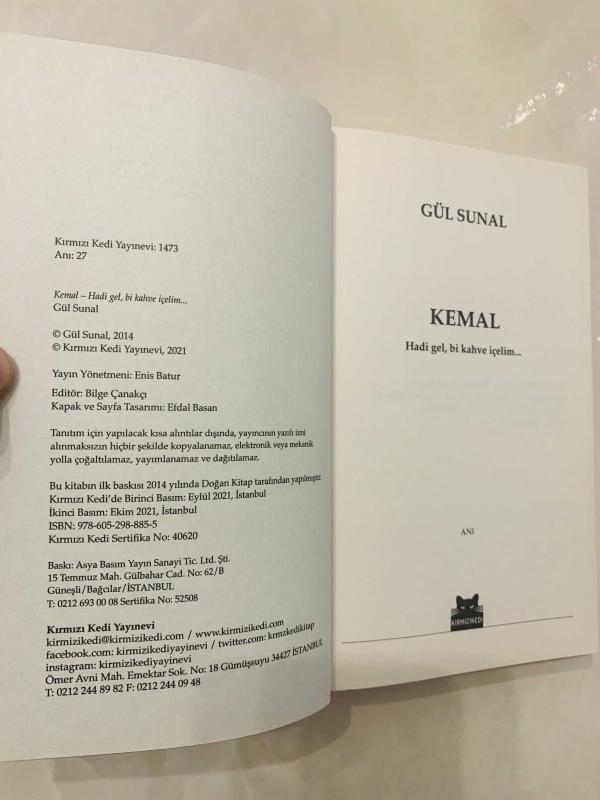 Kırmızı Kedi Yayınevi: 1473
Anı: 27
Kemal – Hadi gel, bi kahve içelim...
Gül Sunal
© Gül Sunal, 2014
© Kırmızı Kedi Yayınevi, 2021
Yayın Yönetmeni: Enis Batur
Editör: Bilge Çanakçı
Kapak ve Sayfa Tasarımı: Efdal Basan
Tanıtım için yapılacak kısa alıntılar dışında, yayıncının yazılı izni
alınmaksızın hiçbir şekilde kopyalanamaz, elektronik veya mekanik
yolla çoğaltılamaz, yayımlanamaz ve dağıtılamaz.
Bu kitabın ilk baskısı 2014 yılında Doğan Kitap tarafından yapılmıştır.
Kırmızı Kedi'de Birinci Basım: Eylül 2021, İstanbul
İkinci Basım: Ekim 2021, İstanbul
ISBN: 978-605-298-885-5
Kırmızı Kedi Sertifika No: 40620
Baskı: Asya Basım Yayın Sanayi Tic. Ltd. Şti.
15 Temmuz Mah. Gülbahar Cad. No: 62/B
Güneşli/Bağcılar/İSTANBUL
T: 0212 693 00 08 Sertifika No: 52508
Kırmızı Kedi Yayınevi
kirmizikedi@kirmizikedi.com / www.kirmizikedi.com
facebook.com: kirmizikediyayinevi / twitter.com: krmzkedikitap
instagram: kirmizikediyayinevi
Ömer Avni Mah. Emektar Sok. No: 18 Gümüşsuyu 34427 İSTANBUL
T: 0212 244 89 82 F: 0212 244 09 48
GÜL SUNAL
KEMAL
Hadi gel, bi kahve içelim...
ANI
KIRMIZIKEDİ